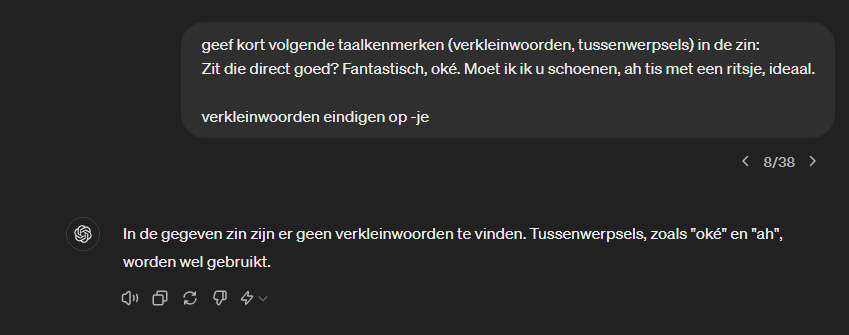 geef kort volgende taalkenmerken (verkleinwoorden, tussenwerpsels) in de zin:
Zit die direct goed? Fantastisch, oké. Moet ik ik u schoenen, ah tis met een ritsje, ideaal.
verkleinwoorden eindigen op -je
8/38
In de gegeven zin zijn er geen verkleinwoorden te vinden. Tussenwerpsels, zoals "oké" en "ah",
worden wel gebruikt.